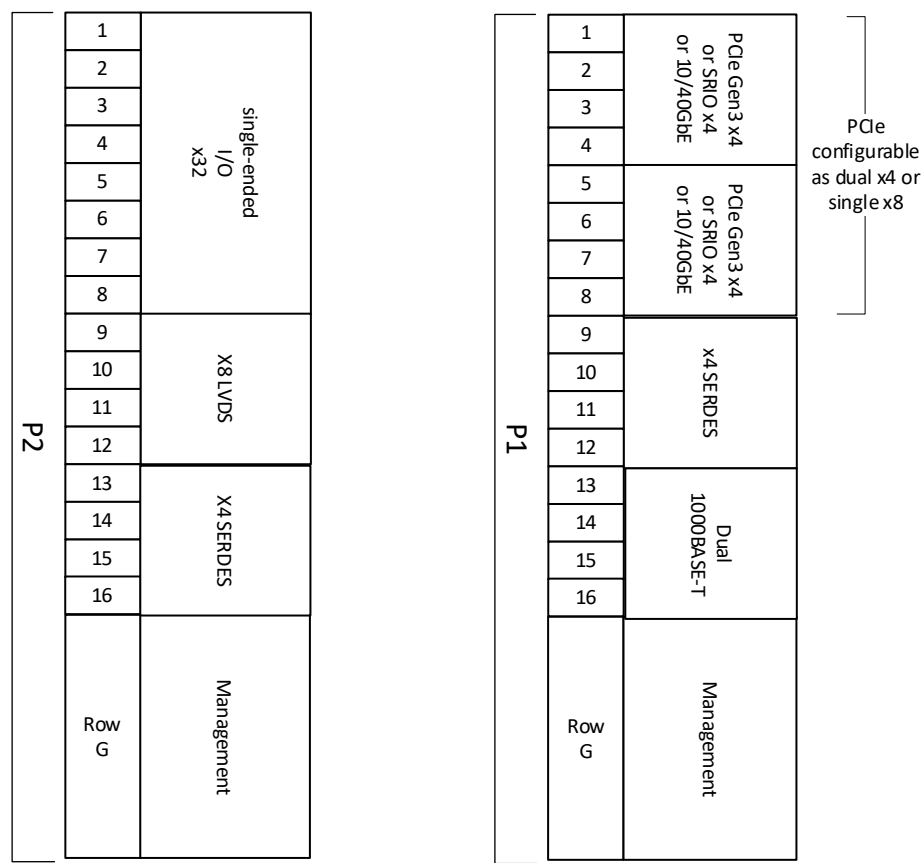 P2
1
2
3
4
5
6
7
8
9
10
11
12
13
14
15
16
Row
G
single-ended
I/O
x32
X8 LVDS
X4 SERDES
Management
P1
1
2
3
4
5
6
7
8
9
10
11
12
13
14
15
16
Row
G
PCIe Gen3 x4
or SRIO x4
or 10/40GbE
PCIe Gen3 x4
or SRIO x4
or 10/40GbE
x4 SERDES
Dual
1000BASE-T
Management
PCIe
configurable
as dual x4 or
single x8